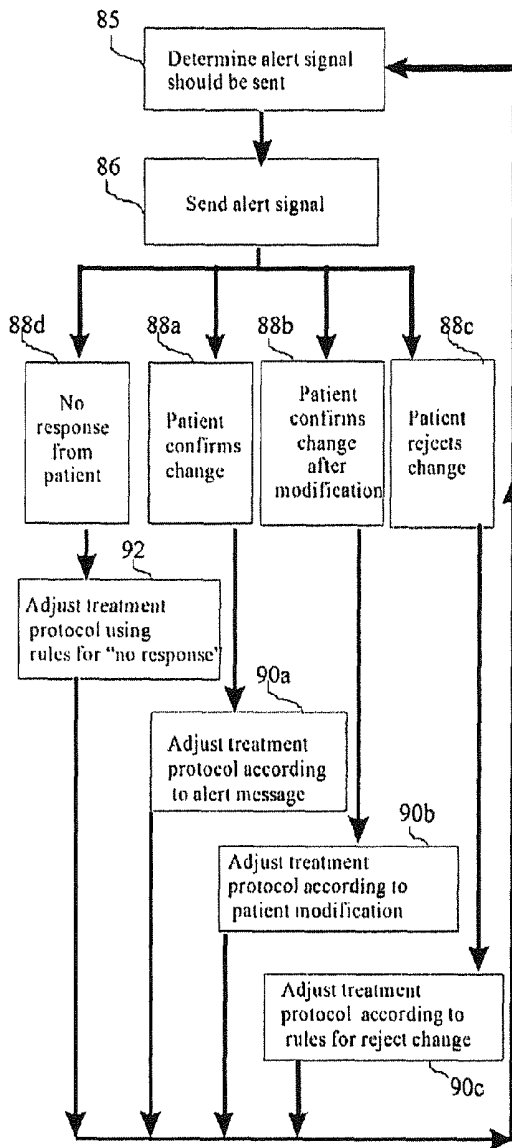 85
Determine alert signal
should be sent
86
Send alert signal
88d
88a
88b
88c
No
response
from
patient
Patient
confirms
change
Patient
confirms
change
after
modification
Patient
rejects
change
92
Adjust treatment
protocol using
rules for "no response"
90a
Adjust treatment
protocol according
to alert message
90b
Adjust treatment
protocol according to
patient modification
Adjust treatment
protocol according to
rules for reject change
90c